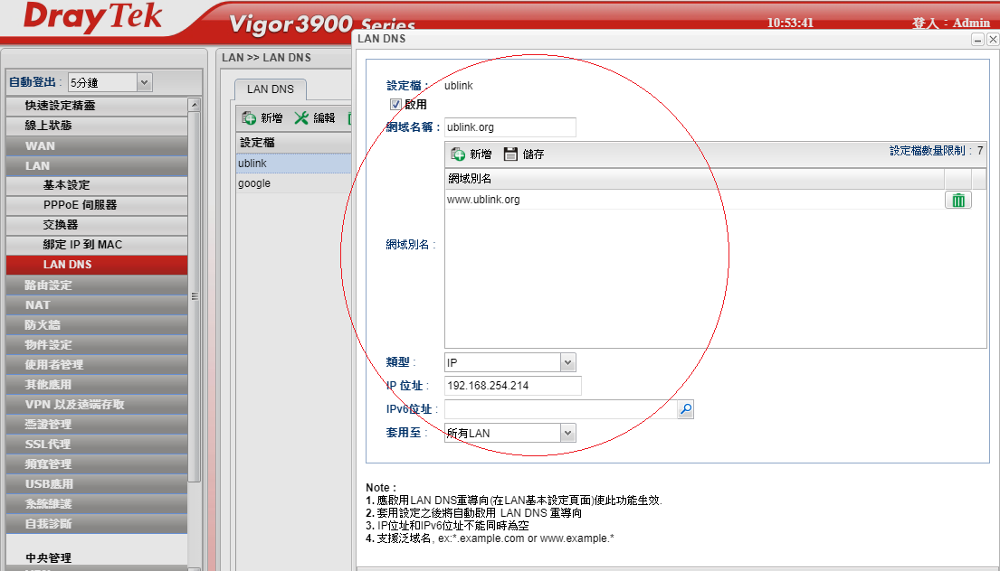 DrayTek
Vigor3900 Series
10:53:41
登入：Admin
自動登出 : 5分鐘
快速設定精靈
線上狀態
WAN
LAN
基本設定
PPPoE 伺服器
交換器
綁定 IP 到 MAC
LAN DNS
路由設定
NAT
防火牆
物件設定
使用者管理
其他應用
VPN 以及遠端存取
憑證管理
SSL代理
頻寬管理
USB應用
系統維護
自我診斷
中央管理
LAN >> LAN DNS
LAN DNS
新增 編輯
設定檔
ublink
google
LAN DNS
設定檔 : ublink
啟用
網域名稱 : ublink.org
新增 儲存 設定檔數量限制 : 7
網域別名
www.ublink.org
網域別名 :
類型 : IP
IP 位址 : 192.168.254.214
IPv6位址 :
套用至 : 所有LAN
Note :
1. 應啟用LAN DNS重導向(在LAN基本設定頁面)使此功能生效.
2. 套用設定之後將自動啟用 LAN DNS 重導向
3. IP位址和IPv6位址不能同時為空
4. 支援泛域名, ex:*.example.com or www.example.*